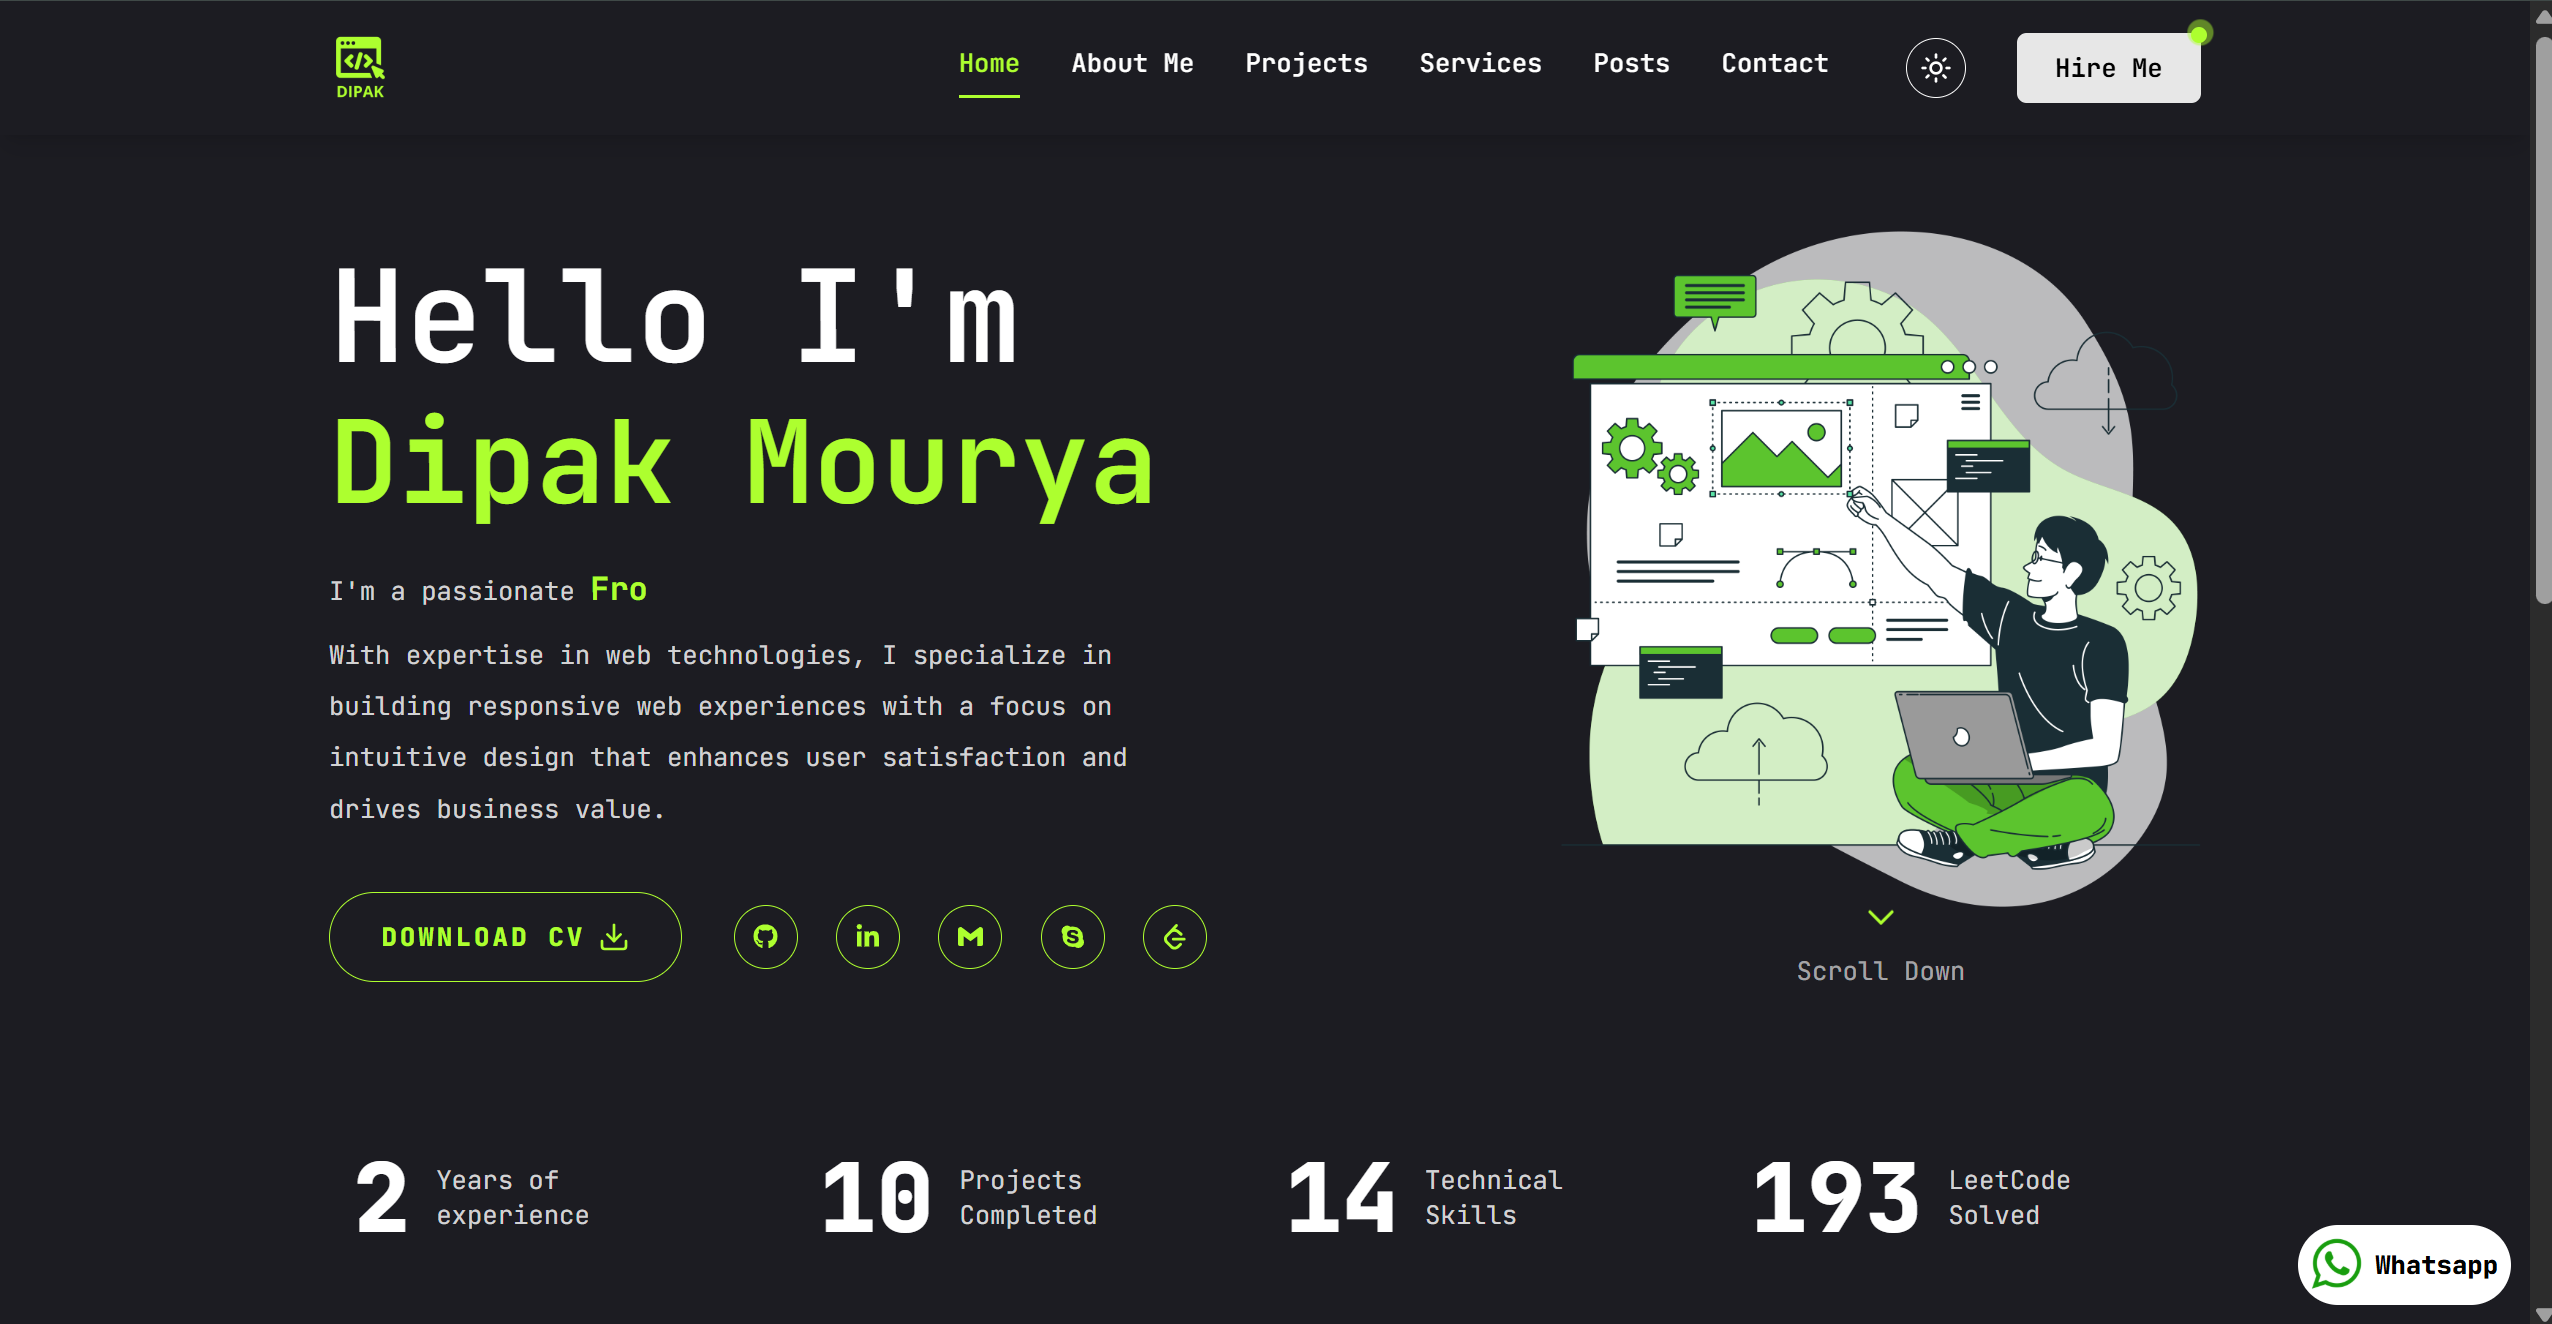 DIPAK
Home About Me Projects Services Posts Contact Hire Me
Hello I'm
Dipak Mourya
I'm a passionate Fro
With expertise in web technologies, I specialize in
building responsive web experiences with a focus on
intuitive design that enhances user satisfaction and
drives business value.
DOWNLOAD CV
in
Scroll Down
2 Years of
experience
10 Projects
Completed
14 Technical
Skills
193 LeetCode
Solved
Whatsapp